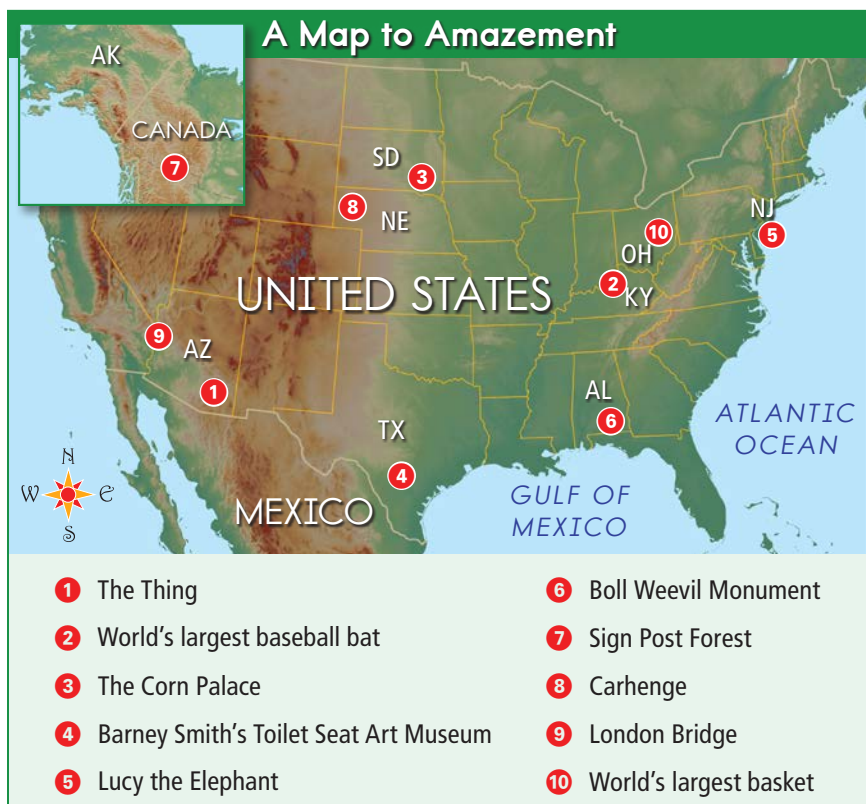 A Map to Amazement
AK
CANADA
7
SD
3
8
NE
NJ
5
10
OH
2
KY
UNITED STATES
9
AZ
1
AL
6
TX
4
ATLANTIC
OCEAN
GULF OF
MEXICO
MEXICO
N
W E
S
1 The Thing
2 World's largest baseball bat
3 The Corn Palace
4 Barney Smith's Toilet Seat Art Museum
5 Lucy the Elephant
6 Boll Weevil Monument
7 Sign Post Forest
8 Carhenge
9 London Bridge
10 World's largest basket